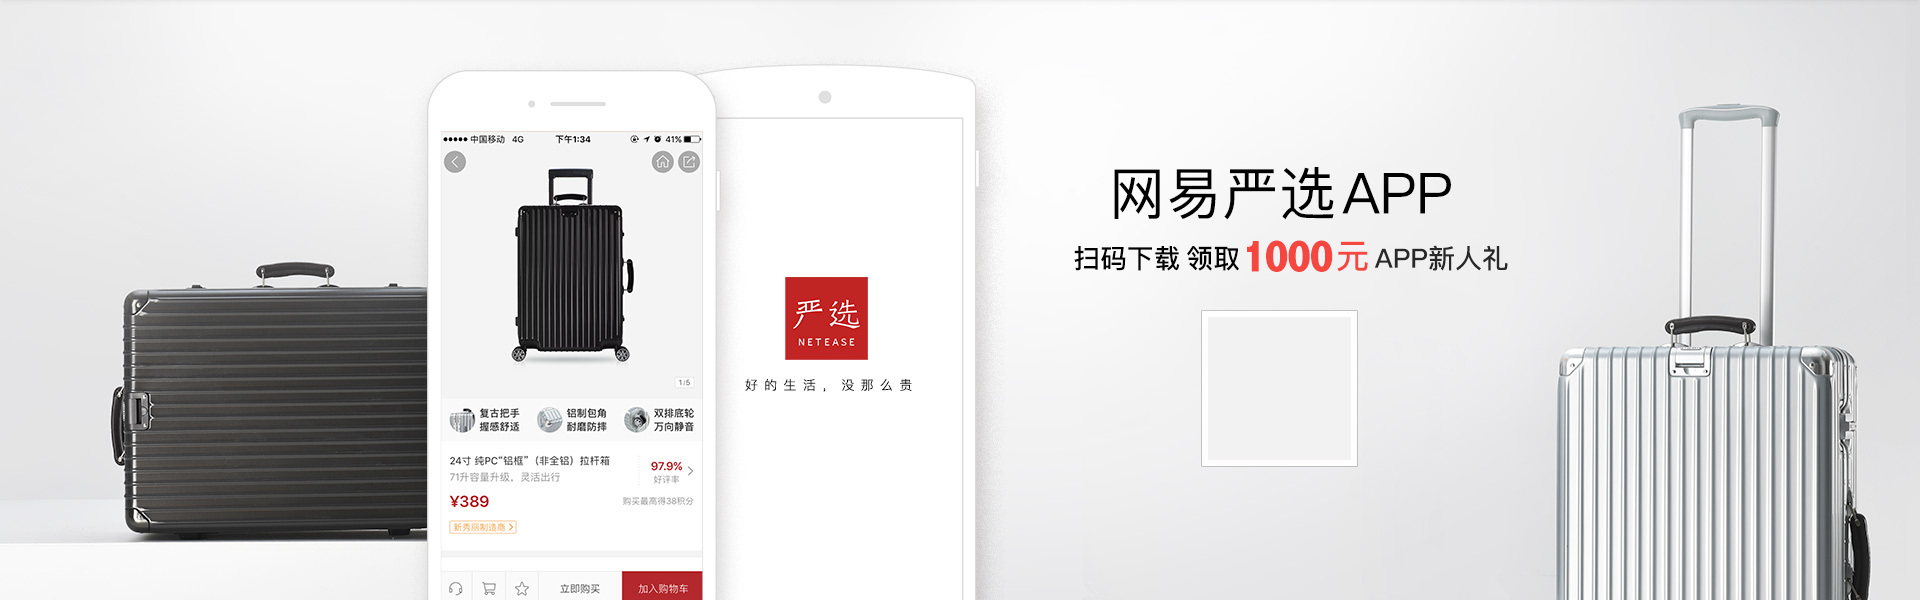 中国移动 4G 下午1:34 41%
1/5
复古把手
握感舒适
铝制包角
耐磨防摔
双排底轮
万向静音
24寸 纯PC“铝框”（非全铝）拉杆箱
71升容量升级，灵活出行
97.9%
好评率
¥389
购买最高得38积分
新秀丽制造商
立即购买
加入购物车
严选
NETEASE
好的生活，没那么贵
网易严选APP
扫码下载 领取1000元 APP新人礼